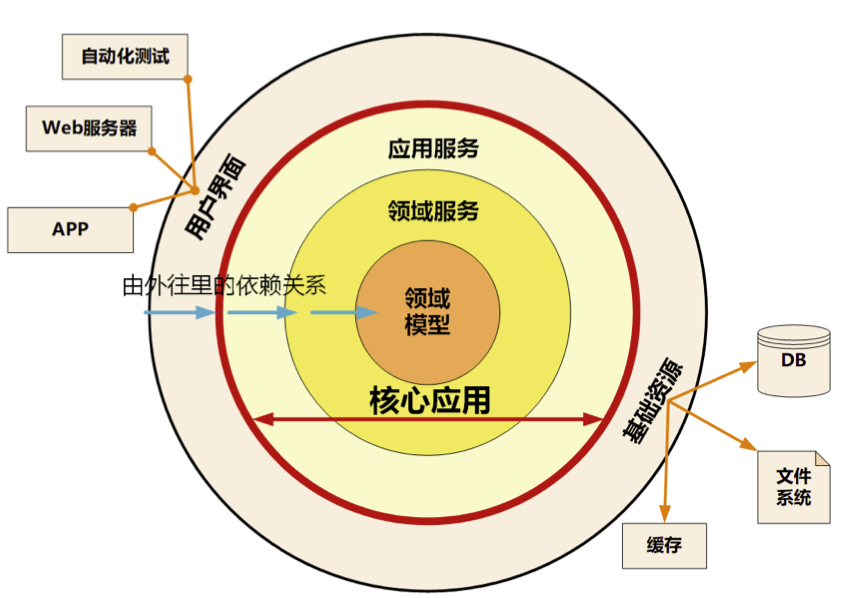 自动化测试
Web服务器
APP
用户界面
应用服务
领域服务
由外往里的依赖关系
领域
模型
核心应用
基础资源
DB
文件
系统
缓存